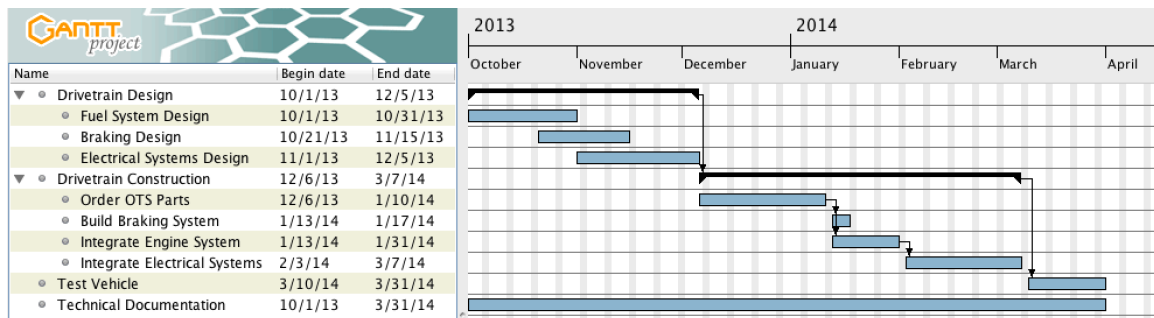 GANTT
project
2013 2014
October November December January February March April
Name Begin date End date
Drivetrain Design 10/1/13 12/5/13
Fuel System Design 10/1/13 10/31/13
Braking Design 10/21/13 11/15/13
Electrical Systems Design 11/1/13 12/5/13
Drivetrain Construction 12/6/13 3/7/14
Order OTS Parts 12/6/13 1/10/14
Build Braking System 1/13/14 1/17/14
Integrate Engine System 1/13/14 1/31/14
Integrate Electrical Systems 2/3/14 3/7/14
Test Vehicle 3/10/14 3/31/14
Technical Documentation 10/1/13 3/31/14